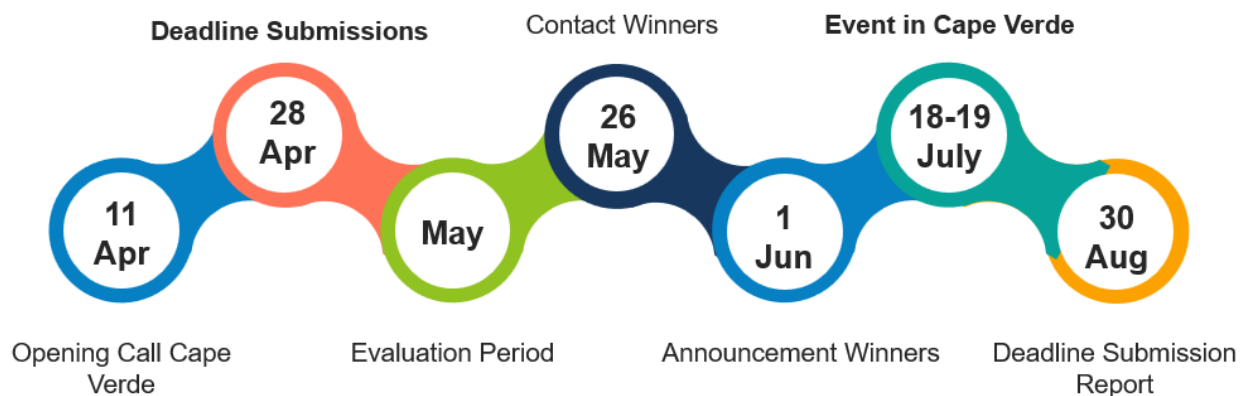 Deadline Submissions
Contact Winners
Event in Cape Verde
28
Apr
26
May
18-19
July
11
Apr
May
1
Jun
30
Aug
Opening Call Cape
Verde
Evaluation Period
Announcement Winners
Deadline Submission
Report